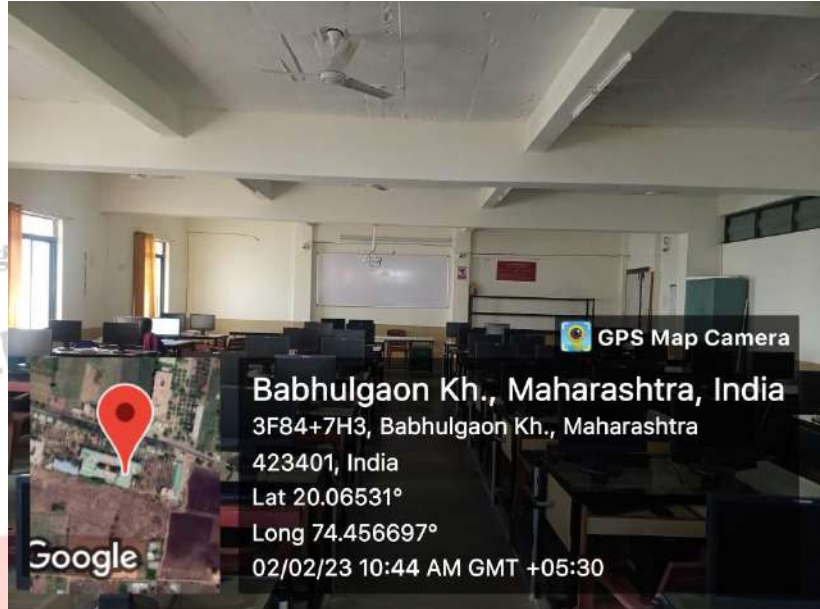 GPS Map Camera
Babhulgaon Kh., Maharashtra, India
3F84+7H3, Babhulgaon Kh., Maharashtra
423401, India
Lat 20.06531°
Long 74.456697°
02/02/23 10:44 AM GMT +05:30
Google